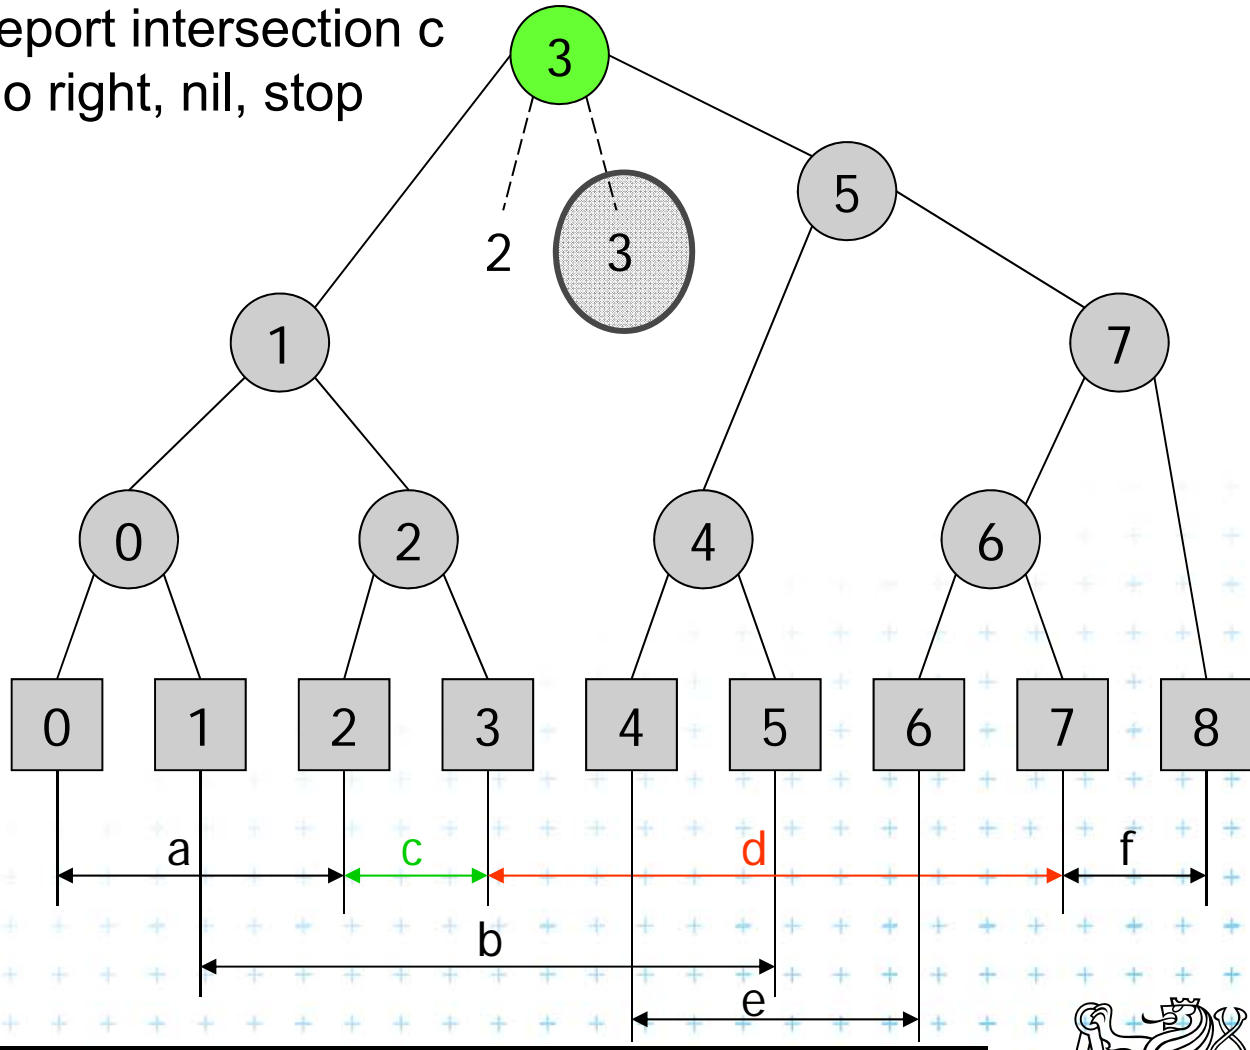 eport intersection c
o right, nil, stop
3
5
2 3
1 7
0 2 4 6
0 1 2 3 4 5 6 7 8
a c d f
b
e